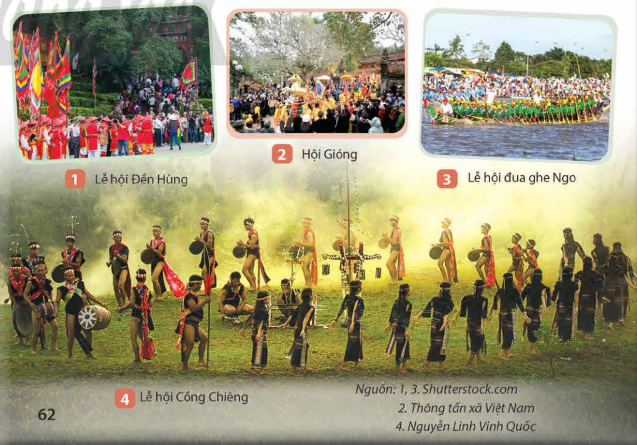 1 Lễ hội Đền Hùng
2 Hội Gióng
3 Lễ hội đua ghe Ngo
4 Lễ hội Cồng Chiêng
Nguồn: 1, 3. Shutterstock.com
2. Thông tấn xã Việt Nam
4. Nguyễn Linh Vinh Quốc
62